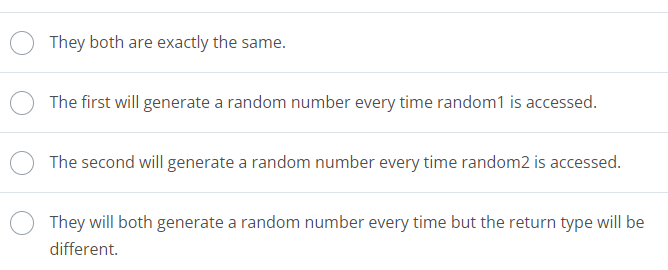 They both are exactly the same.
The first will generate a random number every time random1 is accessed.
The second will generate a random number every time random2 is accessed.
They will both generate a random number every time but the return type will be
different.